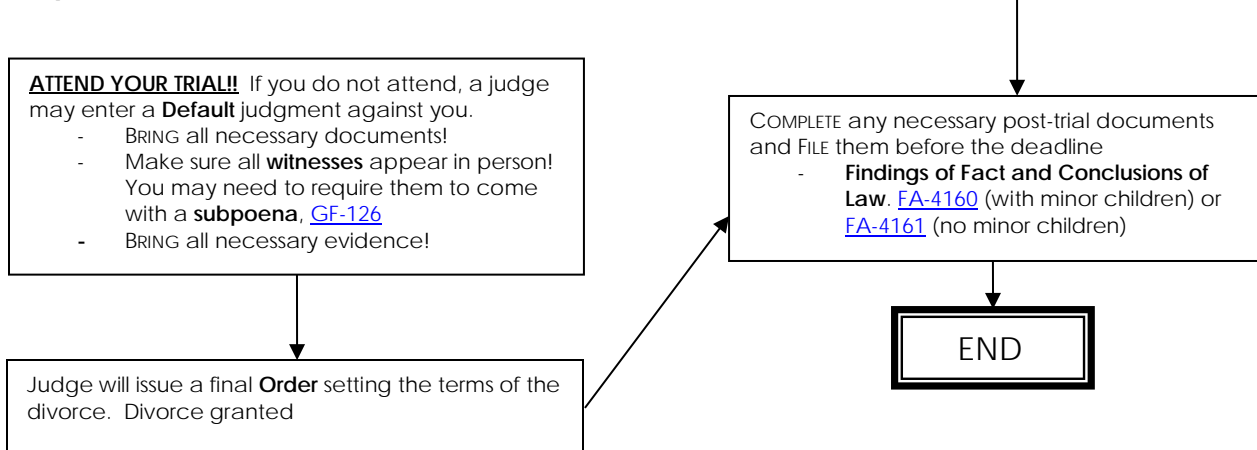 ATTEND YOUR TRIAL!! If you do not attend, a judge
may enter a Default judgment against you.
- BRING all necessary documents!
- Make sure all witnesses appear in person!
You may need to require them to come
with a subpoena, GF-126
- BRING all necessary evidence!
Judge will issue a final Order setting the terms of the
divorce. Divorce granted
COMPLETE any necessary post-trial documents
and FILE them before the deadline
- Findings of Fact and Conclusions of
Law. FA-4160 (with minor children) or
FA-4161 (no minor children)
END